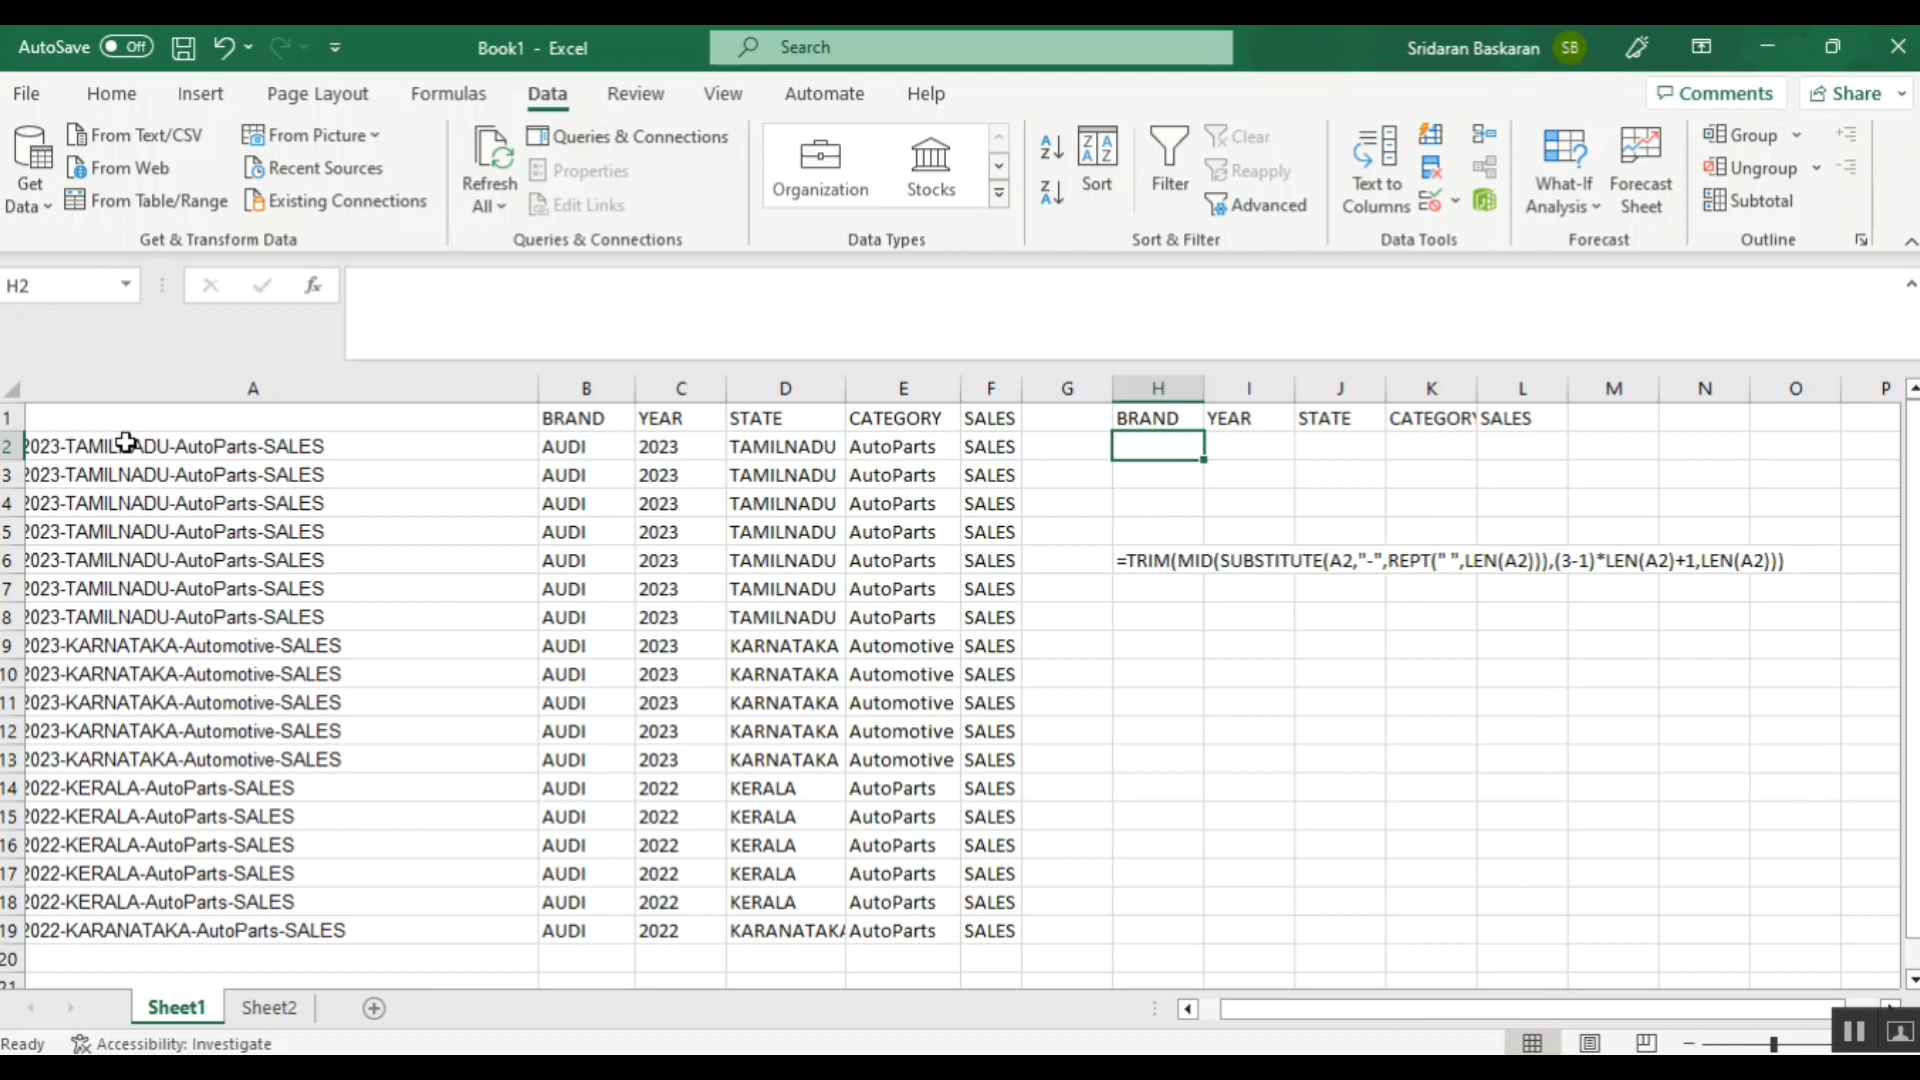 AutoSave Off Book1 - Excel Search Sridaran Baskaran SB
File Home Insert Page Layout Formulas Data Review View Automate Help Comments Share
Get Data From Text/CSV From Web From Table/Range From Picture Recent Sources Existing Connections
Get & Transform Data
Refresh All Queries & Connections Properties Edit Links
Queries & Connections
Organization Stocks
Data Types
Sort Filter Clear Reapply Advanced
Sort & Filter
Text to Columns
Data Tools
What-If Analysis Forecast Sheet
Forecast
Group Ungroup Subtotal
Outline
H2 fx
A B C D E F G H I J K L M N O P
1 BRAND YEAR STATE CATEGORY SALES BRAND YEAR STATE CATEGORY SALES
2 2023-TAMILNADU-AutoParts-SALES AUDI 2023 TAMILNADU AutoParts SALES
3 2023-TAMILNADU-AutoParts-SALES AUDI 2023 TAMILNADU AutoParts SALES
4 2023-TAMILNADU-AutoParts-SALES AUDI 2023 TAMILNADU AutoParts SALES
5 2023-TAMILNADU-AutoParts-SALES AUDI 2023 TAMILNADU AutoParts SALES
6 2023-TAMILNADU-AutoParts-SALES AUDI 2023 TAMILNADU AutoParts SALES =TRIM(MID(SUBSTITUTE(A2,"-",REPT(" ",LEN(A2))),(3-1)*LEN(A2)+1,LEN(A2)))
7 2023-TAMILNADU-AutoParts-SALES AUDI 2023 TAMILNADU AutoParts SALES
8 2023-TAMILNADU-AutoParts-SALES AUDI 2023 TAMILNADU AutoParts SALES
9 2023-KARNATAKA-Automotive-SALES AUDI 2023 KARNATAKA Automotive SALES
10 2023-KARNATAKA-Automotive-SALES AUDI 2023 KARNATAKA Automotive SALES
11 2023-KARNATAKA-Automotive-SALES AUDI 2023 KARNATAKA Automotive SALES
12 2023-KARNATAKA-Automotive-SALES AUDI 2023 KARNATAKA Automotive SALES
13 2023-KARNATAKA-Automotive-SALES AUDI 2023 KARNATAKA Automotive SALES
14 2022-KERALA-AutoParts-SALES AUDI 2022 KERALA AutoParts SALES
15 2022-KERALA-AutoParts-SALES AUDI 2022 KERALA AutoParts SALES
16 2022-KERALA-AutoParts-SALES AUDI 2022 KERALA AutoParts SALES
17 2022-KERALA-AutoParts-SALES AUDI 2022 KERALA AutoParts SALES
18 2022-KERALA-AutoParts-SALES AUDI 2022 KERALA AutoParts SALES
19 2022-KARANATAKA-AutoParts-SALES AUDI 2022 KARANATAKA AutoParts SALES
20
21
Sheet1 Sheet2
Ready Accessibility: Investigate